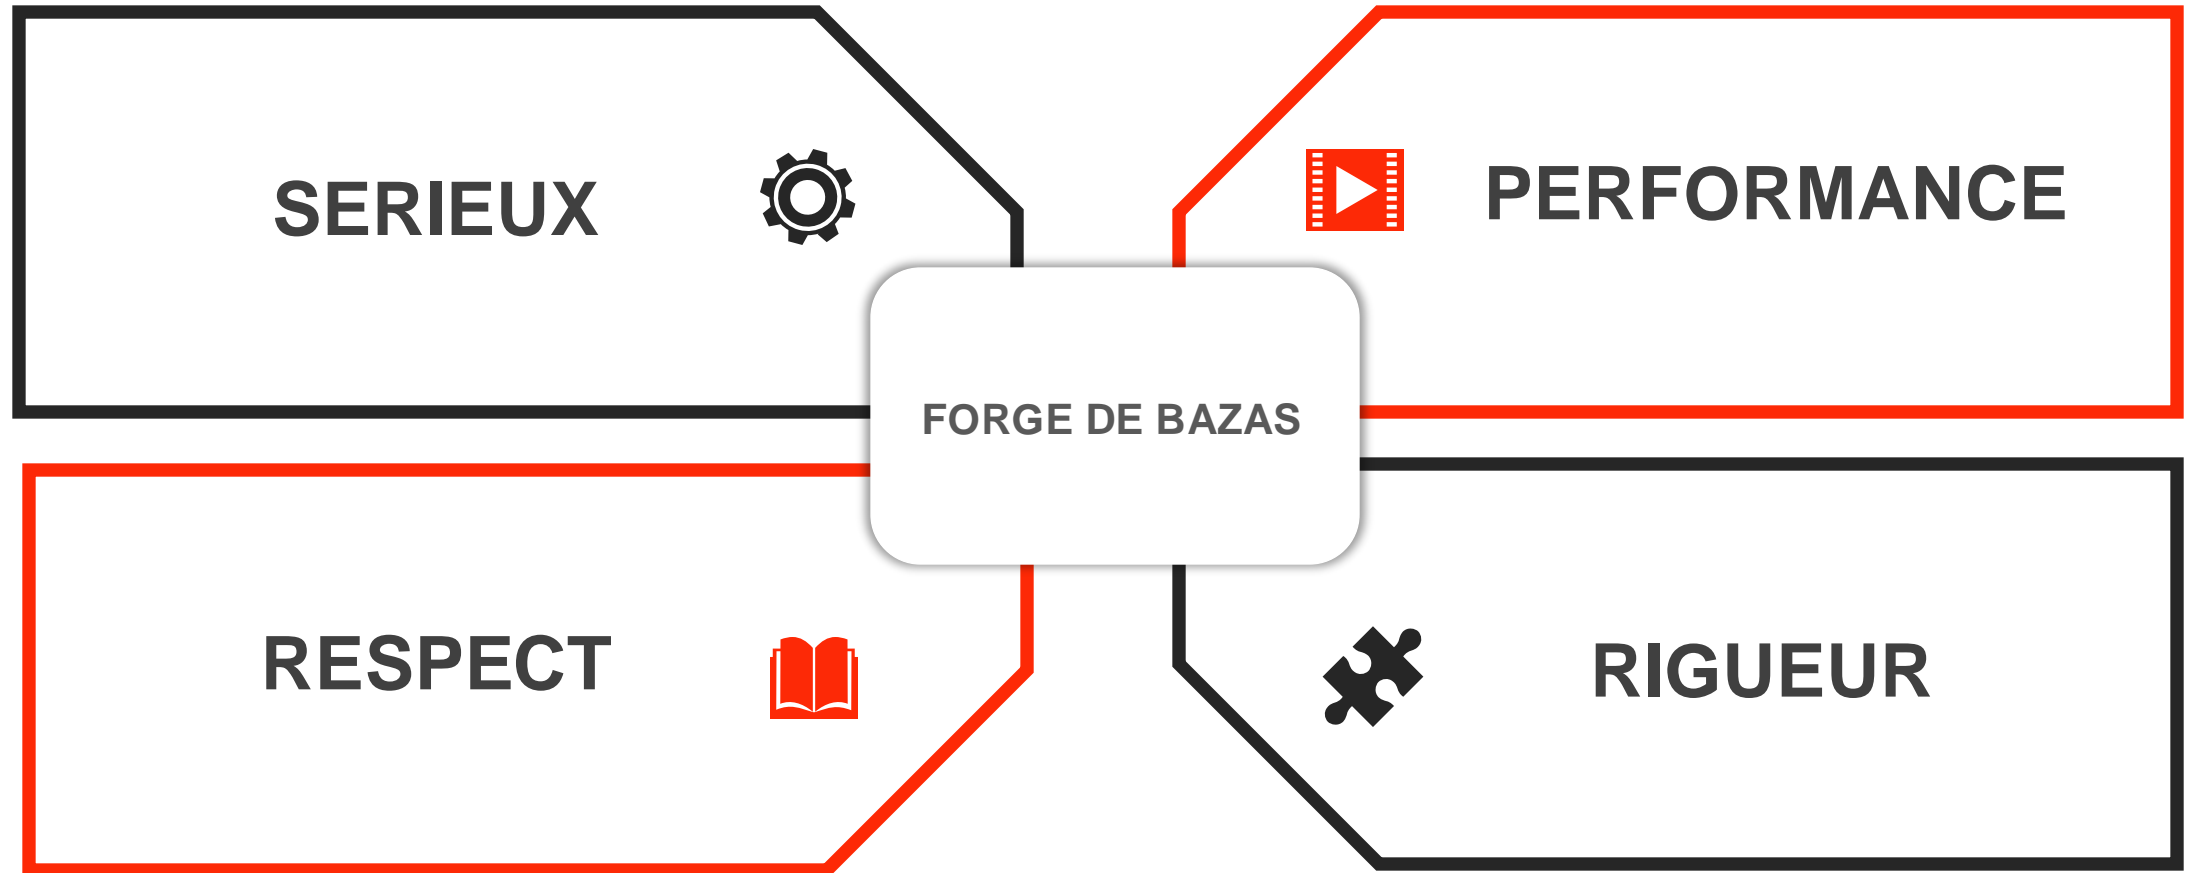 SERIEUX
PERFORMANCE
FORGE DE BAZAS
RESPECT
RIGUEUR